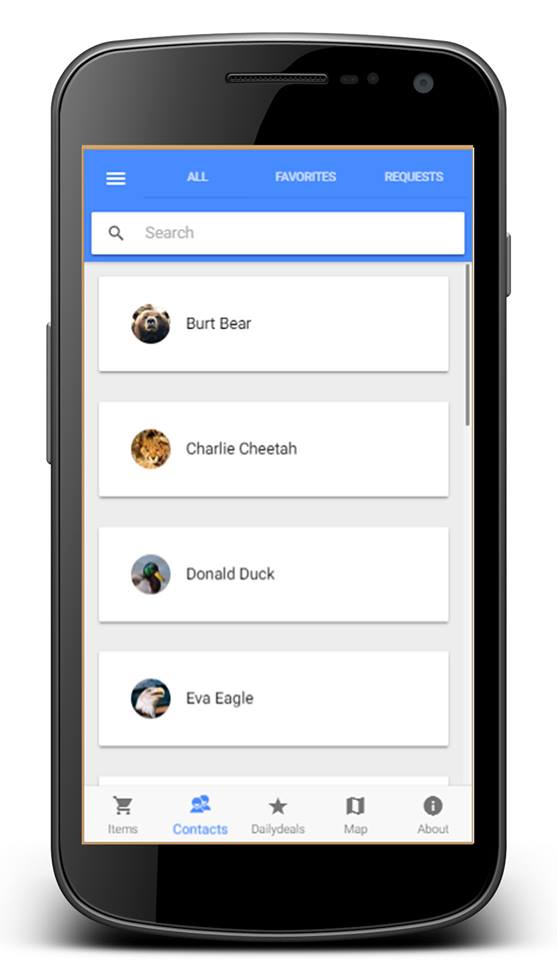 ALL FAVORITES REQUESTS
Search
Burt Bear
Charlie Cheetah
Donald Duck
Eva Eagle
Items Contacts Dailydeals Map About